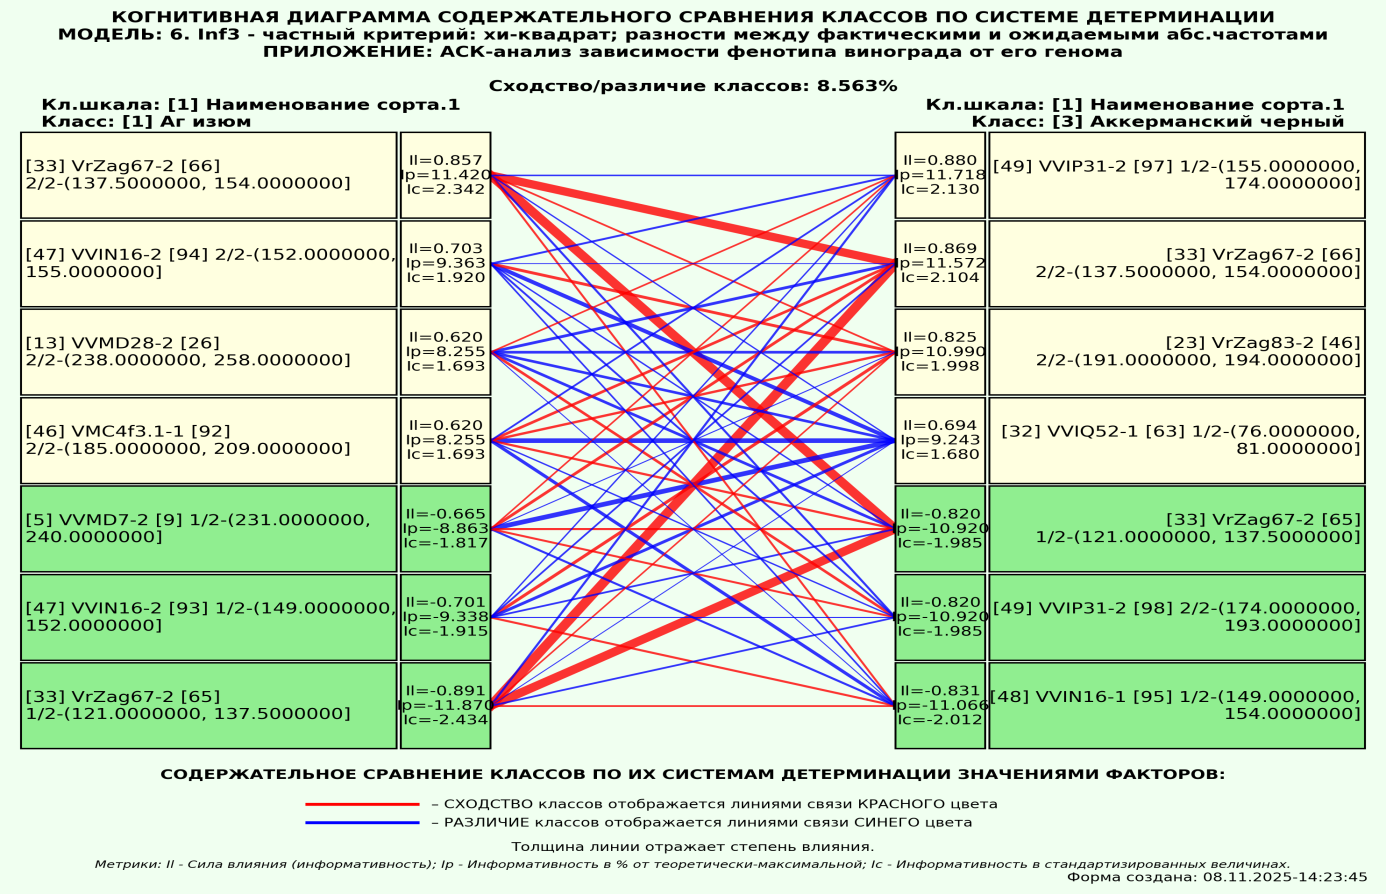 КОГНИТИВНАЯ ДИАГРАММА СОДЕРЖАТЕЛЬНОГО СРАВНЕНИЯ КЛАССОВ ПО СИСТЕМЕ ДЕТЕРМИНАЦИИ
МОДЕЛЬ: 6. Inf3 - частный критерий: хи-квадрат; разности между фактическими и ожидаемыми абс.частотами
ПРИЛОЖЕНИЕ: АСК-анализ зависимости фенотипа винограда от его генома
Сходство/различие классов: 8.563%
Кл.шкала: [1] Наименование сорта.1
Класс: [1] Аг изюм
Кл.шкала: [1] Наименование сорта.1
Класс: [3] Аккерманский черный
[33] VrZag67-2 [66]
2/2-(137.5000000, 154.0000000]
II=0.857
Ip=11.420
Ic=2.342
[47] VVIN16-2 [94] 2/2-(152.0000000,
155.0000000]
II=0.703
Ip=9.363
Ic=1.920
[13] VVMD28-2 [26]
2/2-(238.0000000, 258.0000000]
II=0.620
Ip=8.255
Ic=1.693
[46] VMC4f3.1-1 [92]
2/2-(185.0000000, 209.0000000]
II=0.620
Ip=8.255
Ic=1.693
[5] VVMD7-2 [9] 1/2-(231.0000000,
240.0000000]
II=-0.665
Ip=-8.863
Ic=-1.817
[47] VVIN16-2 [93] 1/2-(149.0000000,
152.0000000]
II=-0.701
Ip=-9.338
Ic=-1.915
[33] VrZag67-2 [65]
1/2-(121.0000000, 137.5000000]
II=-0.891
Ip=-11.870
Ic=-2.434
II=0.880
Ip=11.718
Ic=2.130
[49] VVIP31-2 [97] 1/2-(155.0000000,
174.0000000]
II=0.869
Ip=11.572
Ic=2.104
[33] VrZag67-2 [66]
2/2-(137.5000000, 154.0000000]
II=0.825
Ip=10.990
Ic=1.998
[23] VrZag83-2 [46]
2/2-(191.0000000, 194.0000000]
II=0.694
Ip=9.243
Ic=1.680
[32] VVIQ52-1 [63] 1/2-(76.0000000,
81.0000000]
II=-0.820
Ip=-10.920
Ic=-1.985
[33] VrZag67-2 [65]
1/2-(121.0000000, 137.5000000]
II=-0.820
Ip=-10.920
Ic=-1.985
[49] VVIP31-2 [98] 2/2-(174.0000000,
193.0000000]
II=-0.831
Ip=-11.066
Ic=-2.012
[48] VVIN16-1 [95] 1/2-(149.0000000,
154.0000000]
СОДЕРЖАТЕЛЬНОЕ СРАВНЕНИЕ КЛАССОВ ПО ИХ СИСТЕМАМ ДЕТЕРМИНАЦИИ ЗНАЧЕНИЯМИ ФАКТОРОВ:
– СХОДСТВО классов отображается линиями связи КРАСНОГО цвета
– РАЗЛИЧИЕ классов отображается линиями связи СИНЕГО цвета
Толщина линии отражает степень влияния.
Метрики: II - Сила влияния (информативность); Ip - Информативность в % от теоретически-максимальной; Ic - Информативность в стандартизированных величинах.
Форма создана: 08.11.2025-14:23:45